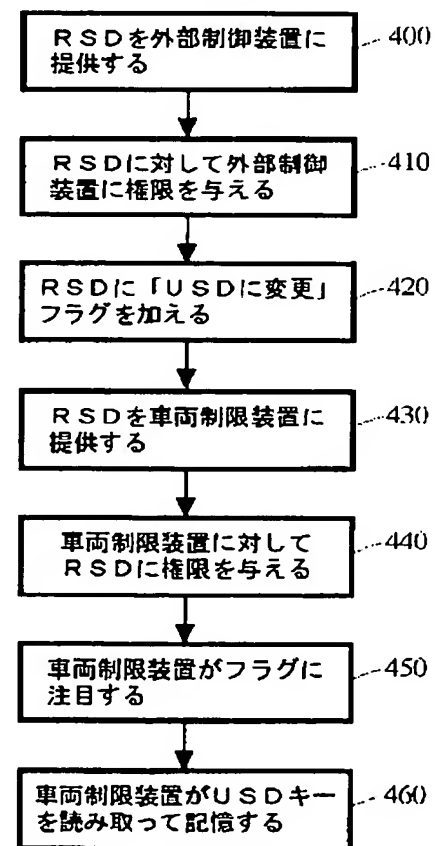 RSDを外部制御装置に
提供する
400
RSDに対して外部制御
装置に権限を与える
410
RSDに「USDに変更」
フラグを加える
420
RSDを車両制限装置に
提供する
430
車両制限装置に対して
RSDに権限を与える
440
車両制限装置がフラグに
注目する
450
車両制限装置がUSDキー
を読み取って記憶する
460